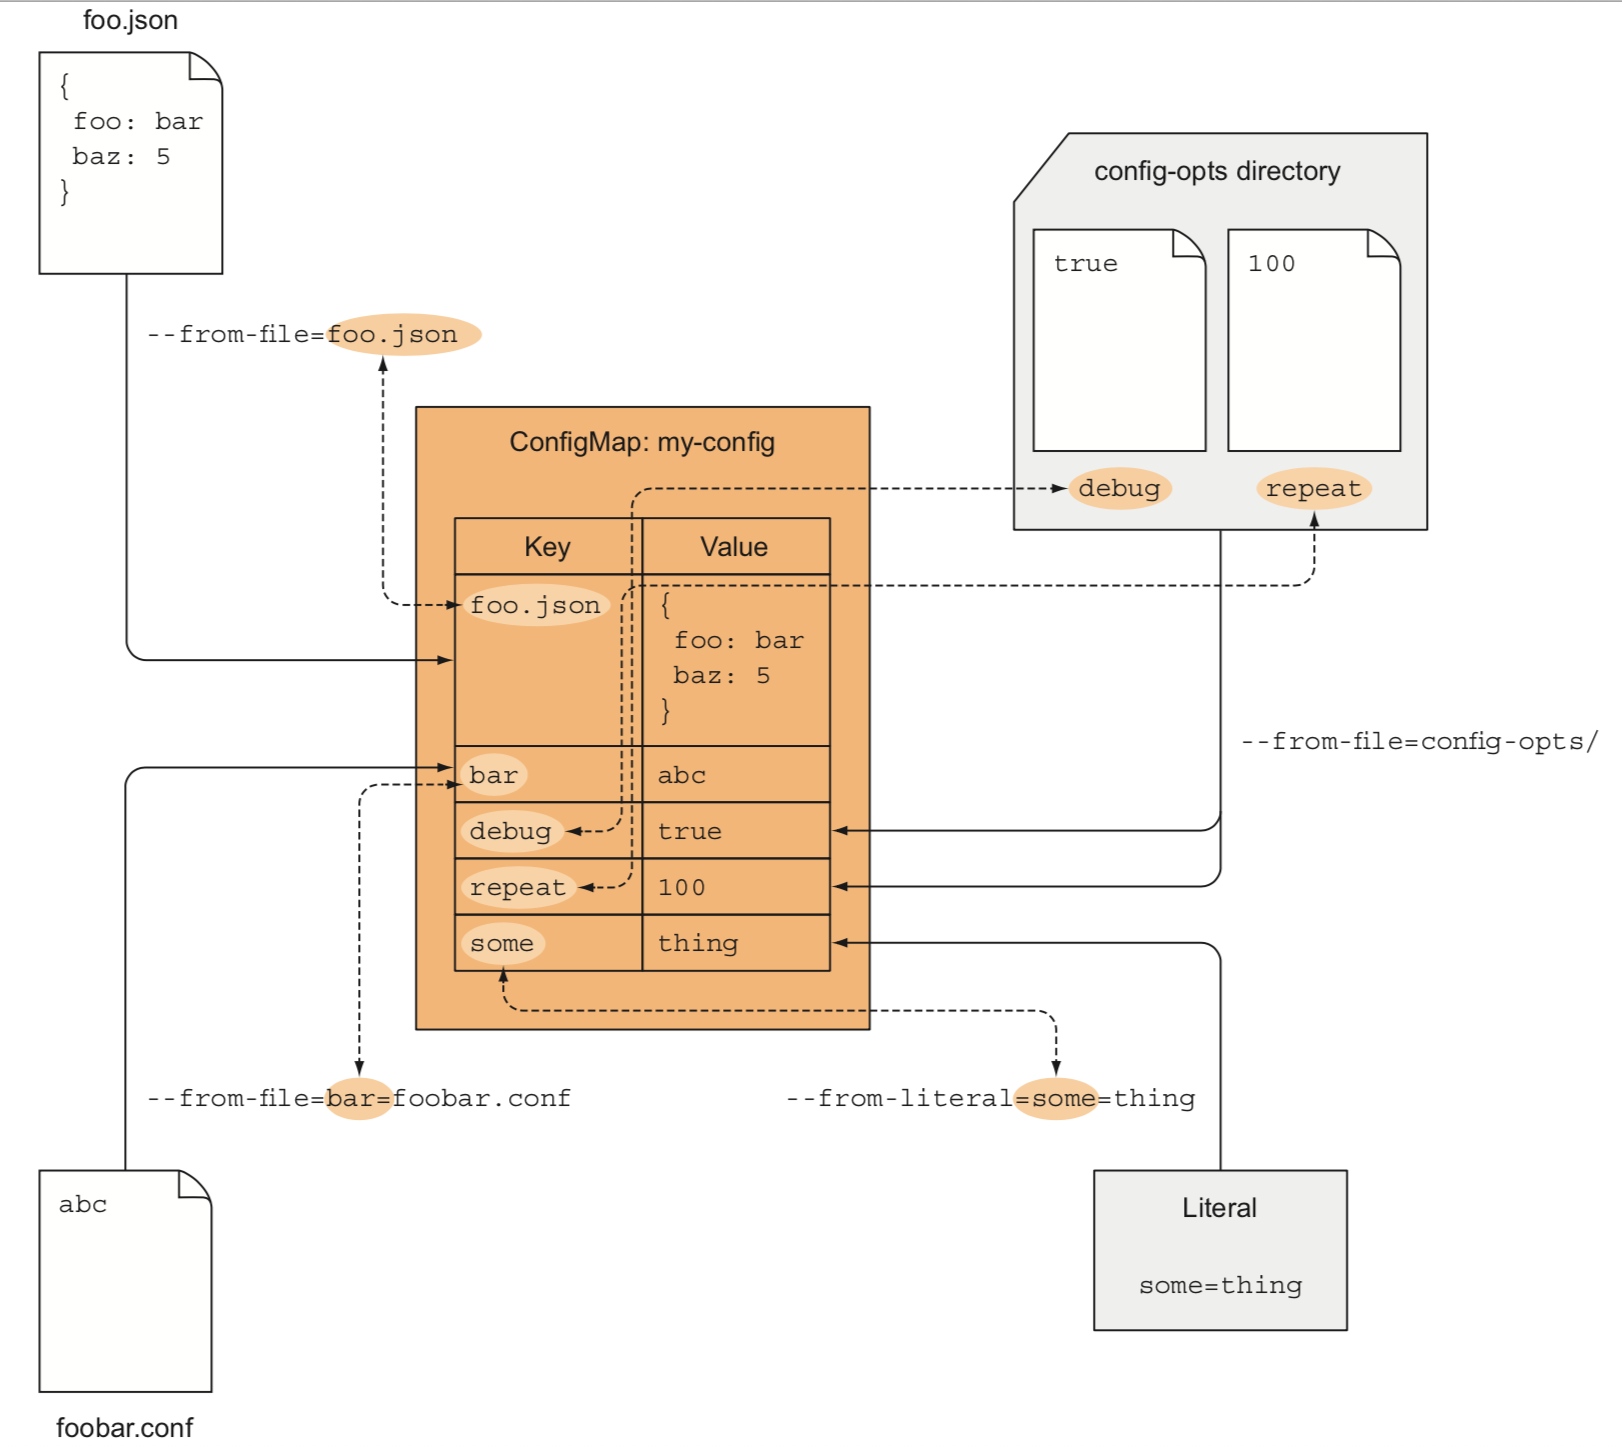 foo.json
{
foo: bar
baz: 5
}
--from-file=foo.json
config-opts directory
true
100
debug
repeat
ConfigMap: my-config
Key
Value
foo.json
{
foo: bar
baz: 5
}
bar
abc
debug
true
repeat
100
some
thing
--from-file=config-opts/
--from-file=bar=foobar.conf
--from-literal=some=thing
abc
foobar.conf
Literal
some=thing